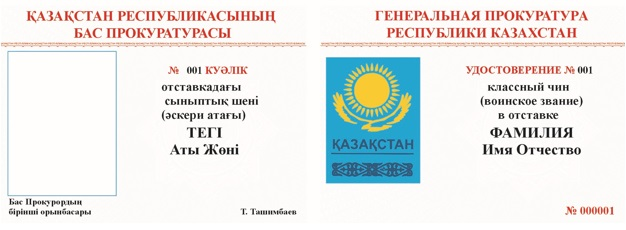 ҚАЗАҚСТАН РЕСПУБЛИКАСЫНЫҢ
БАС ПРОКУРАТУРАСЫ
№ 001 КУӘЛІК
отставкадағы
сыныптық шені
(әскери атағы)
ТЕГІ
Аты Жөні
Бас Прокурордың
бірінші орынбасары
Т. Ташимбаев
ГЕНЕРАЛЬНАЯ ПРОКУРАТУРА
РЕСПУБЛИКИ КАЗАХСТАН
УДОСТОВЕРЕНИЕ № 001
классный чин
(воинское звание)
в отставке
ФАМИЛИЯ
Имя Отчество
ҚАЗАҚСТАН
№ 000001